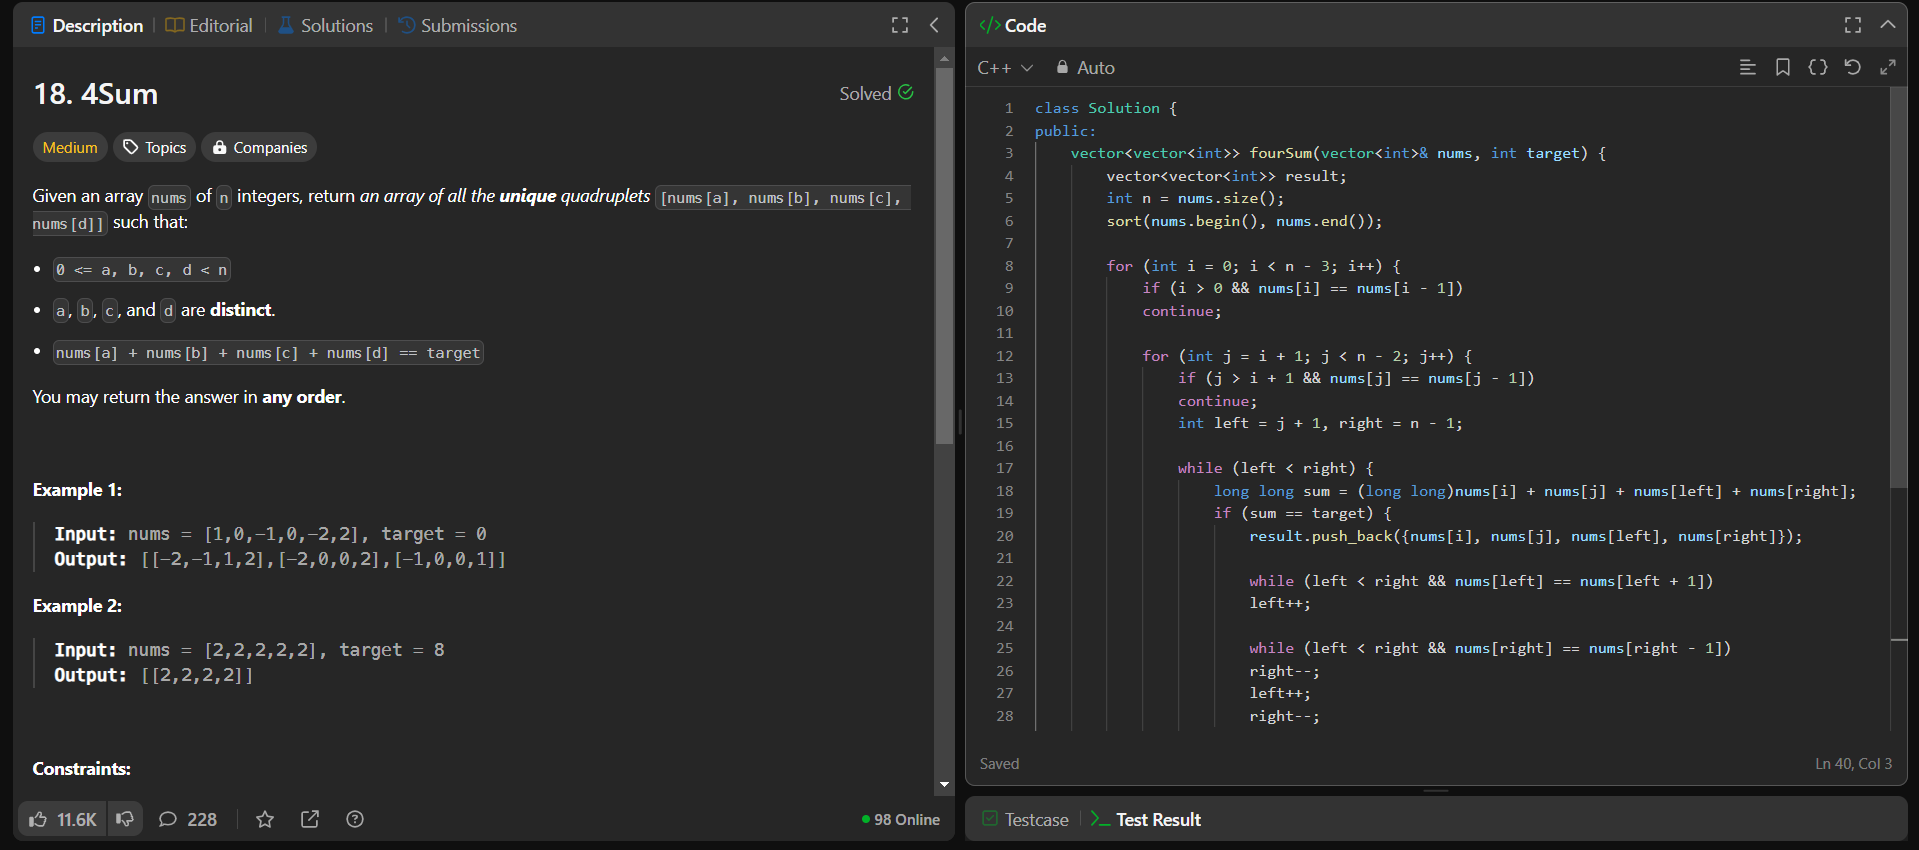 Description
Editorial
Solutions
Submissions
18. 4Sum
Solved
Medium
Topics
Companies
Given an array nums of n integers, return an array of all the unique quadruplets [nums[a], nums[b], nums[c],
nums[d]] such that:
• 0 <= a, b, c, d < n
• a, b, c, and d are distinct.
• nums[a] + nums[b] + nums[c] + nums[d] == target
You may return the answer in any order.
Example 1:
Input: nums = [1,0,-1,0,-2,2], target = 0
Output: [[-2,-1,1,2],[-2,0,0,2],[-1,0,0,1]]
Example 2:
Input: nums = [2,2,2,2,2], target = 8
Output: [[2,2,2,2]]
Constraints:
11.6K
228
98 Online
</> Code
C++
Auto
1 class Solution {
2 public:
3     vector<vector<int>> fourSum(vector<int>& nums, int target) {
4         vector<vector<int>> result;
5         int n = nums.size();
6         sort(nums.begin(), nums.end());
7
8         for (int i = 0; i < n - 3; i++) {
9             if (i > 0 && nums[i] == nums[i - 1])
10             continue;
11
12             for (int j = i + 1; j < n - 2; j++) {
13                 if (j > i + 1 && nums[j] == nums[j - 1])
14                 continue;
15                 int left = j + 1, right = n - 1;
16
17                 while (left < right) {
18                     long long sum = (long long)nums[i] + nums[j] + nums[left] + nums[right];
19                     if (sum == target) {
20                         result.push_back({nums[i], nums[j], nums[left], nums[right]});
21
22                         while (left < right && nums[left] == nums[left + 1])
23                         left++;
24
25                         while (left < right && nums[right] == nums[right - 1])
26                         right--;
27                         left++;
28                         right--;
Saved
Ln 40, Col 3
Testcase
Test Result